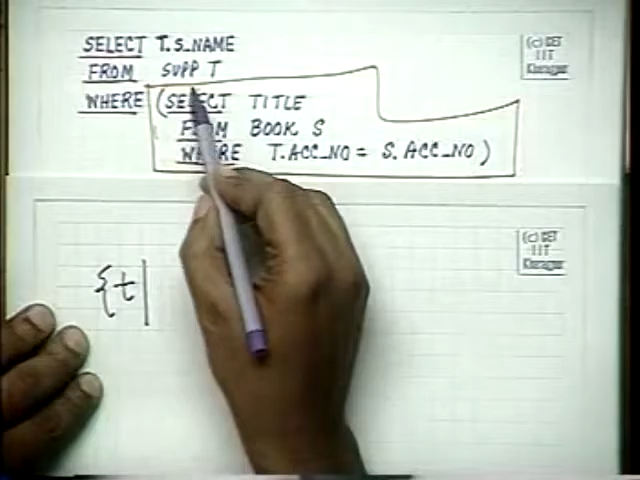 SELECT T.S_NAME
FROM SUPP T
WHERE (SELECT TITLE
FROM BOOK S
WHERE T.ACC_NO = S.ACC_NO)
(c) CET
IIT
Kharagpur
{t|
(c) CET
IIT
Kharagpur